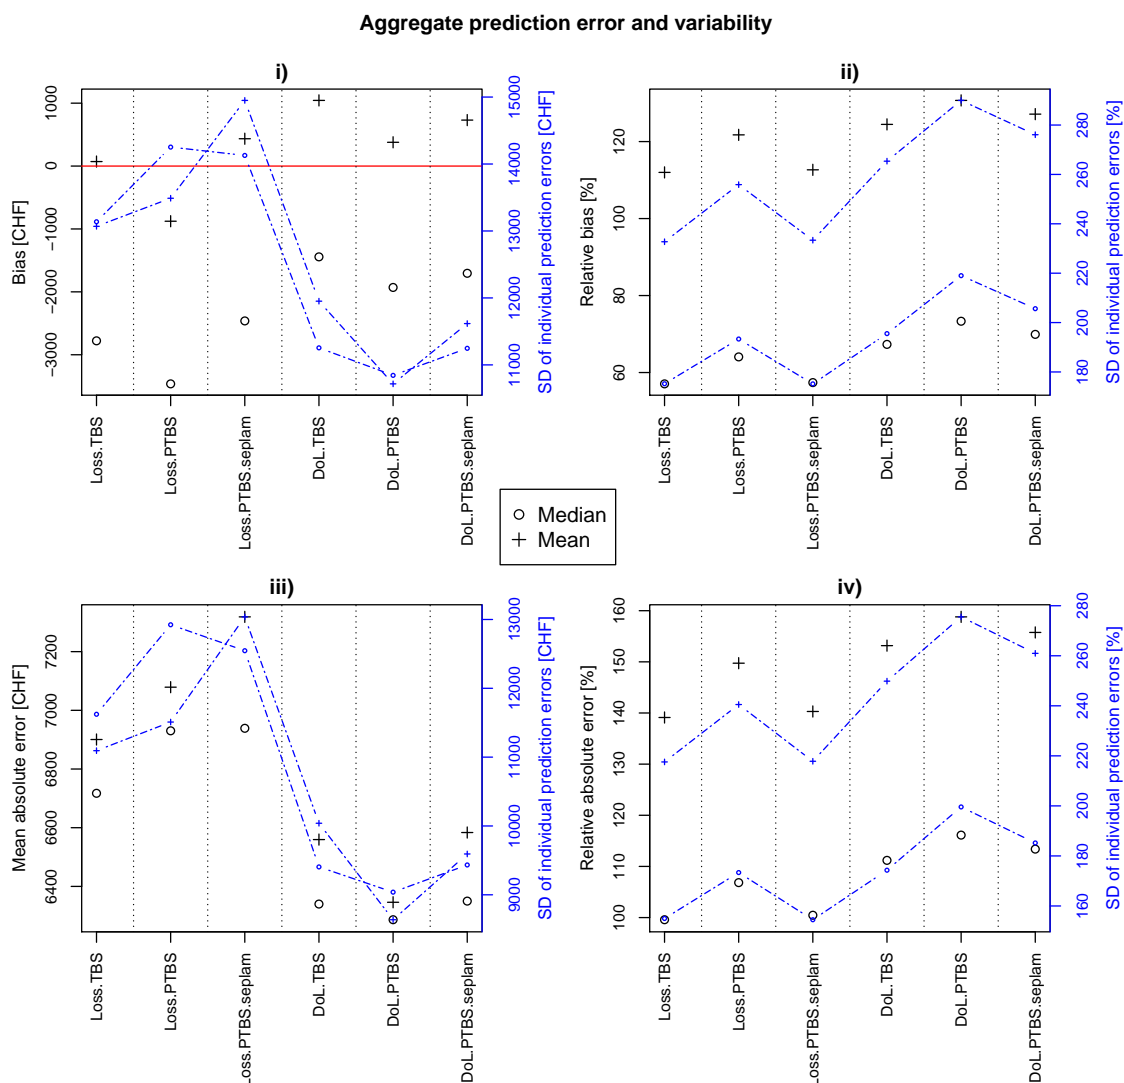 Aggregate prediction error and variability
i)
Bias [CHF]
1000
0
−1000
−2000
−3000
15000
14000
13000
12000
11000
SD of individual prediction errors [CHF]
Loss.TBS
Loss.PTBS
Loss.PTBS.seplam
DoL.TBS
DoL.PTBS
DoL.PTBS.seplam
ii)
Relative bias [%]
120
100
80
60
280
260
240
220
200
180
SD of individual prediction errors [%]
Loss.TBS
Loss.PTBS
Loss.PTBS.seplam
DoL.TBS
DoL.PTBS
DoL.PTBS.seplam
Median
Mean
iii)
Mean absolute error [CHF]
7200
7000
6800
6600
6400
13000
12000
11000
10000
9000
SD of individual prediction errors [CHF]
Loss.TBS
Loss.PTBS
Loss.PTBS.seplam
DoL.TBS
DoL.PTBS
DoL.PTBS.seplam
iv)
Relative absolute error [%]
160
150
140
130
120
110
100
280
260
240
220
200
180
160
SD of individual prediction errors [%]
Loss.TBS
Loss.PTBS
Loss.PTBS.seplam
DoL.TBS
DoL.PTBS
DoL.PTBS.seplam